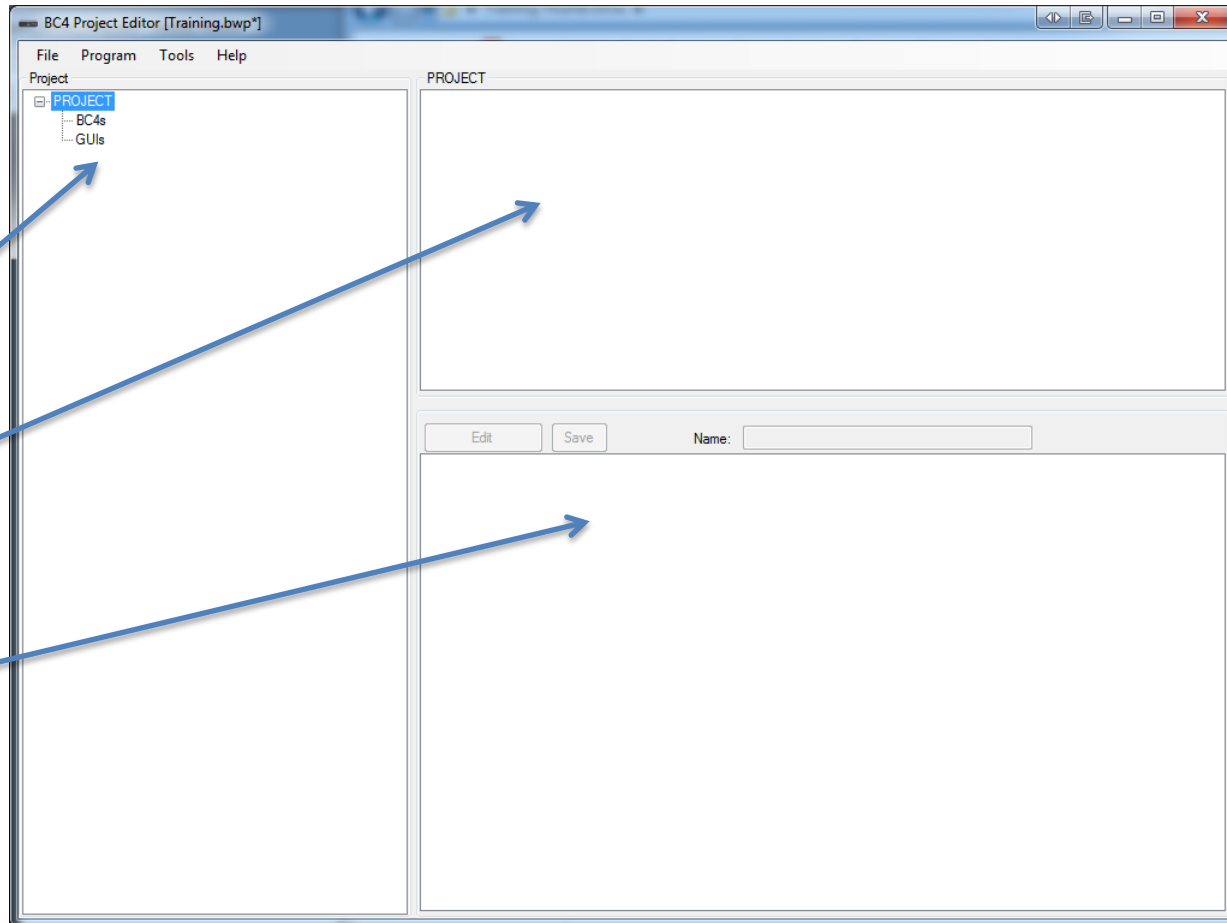 BC4 Project Editor [Training.bwp*]
File Program Tools Help
Project
PROJECT
BC4s
GUIs
PROJECT
Edit Save Name: